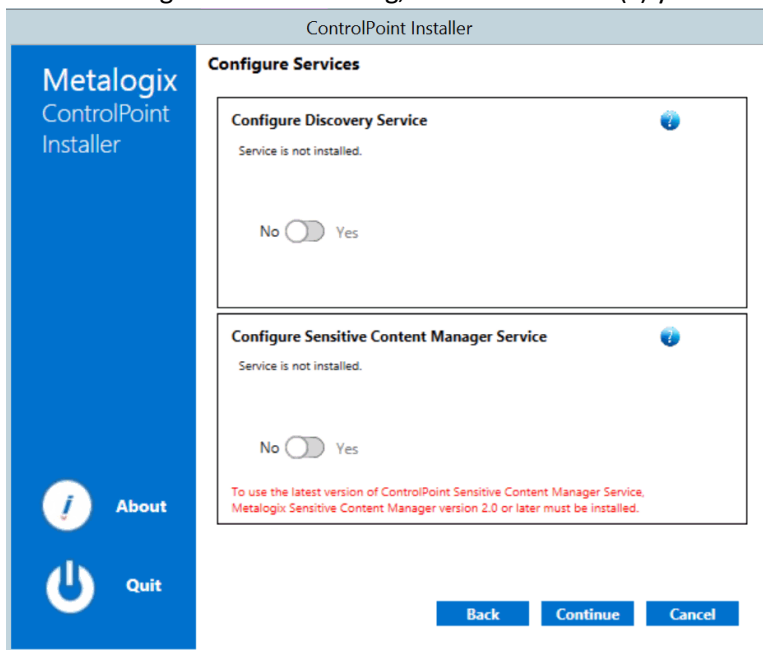 ControlPoint Installer
Metalogix
ControlPoint
Installer
Configure Services
Configure Discovery Service
?
Service is not installed.
No Yes
Configure Sensitive Content Manager Service
?
Service is not installed.
No Yes
To use the latest version of ControlPoint Sensitive Content Manager Service,
Metalogix Sensitive Content Manager version 2.0 or later must be installed.
i About
Quit
Back Continue Cancel